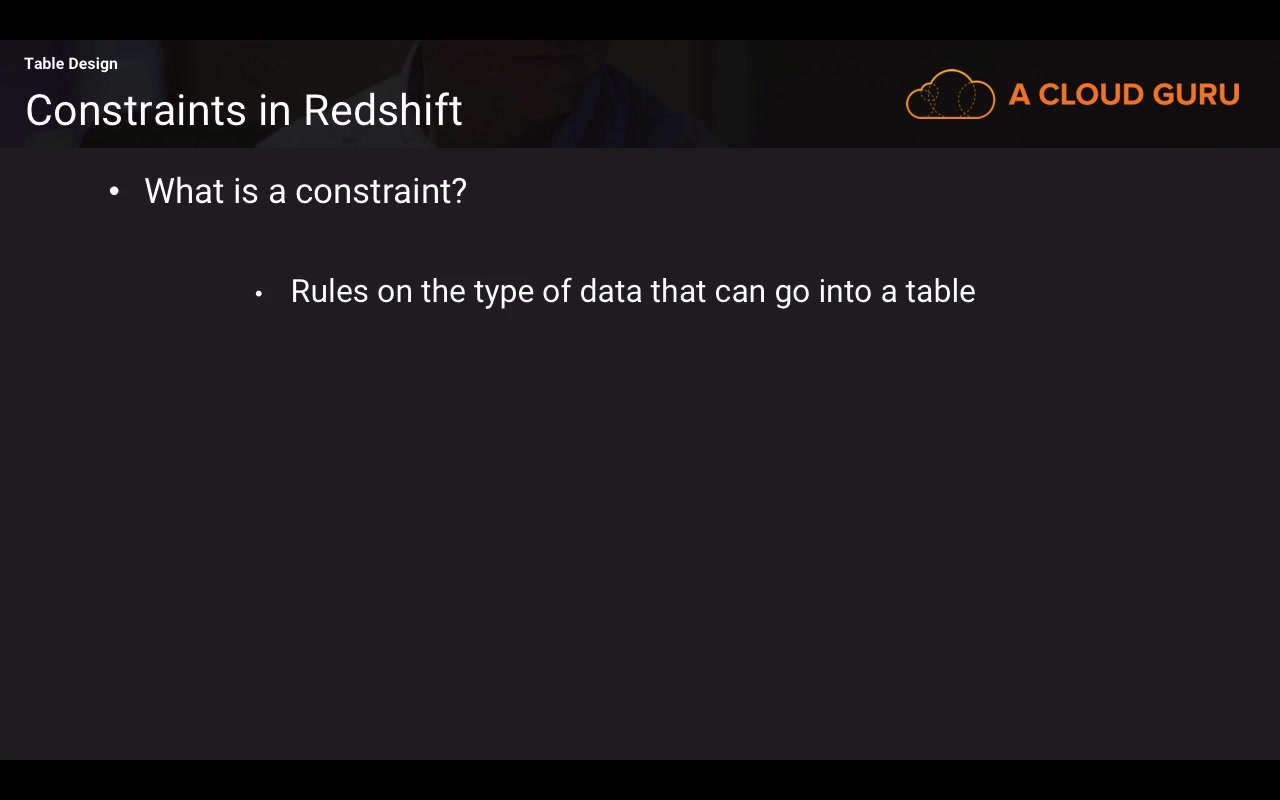 Table Design
Constraints in Redshift
A CLOUD GURU
• What is a constraint?
• Rules on the type of data that can go into a table